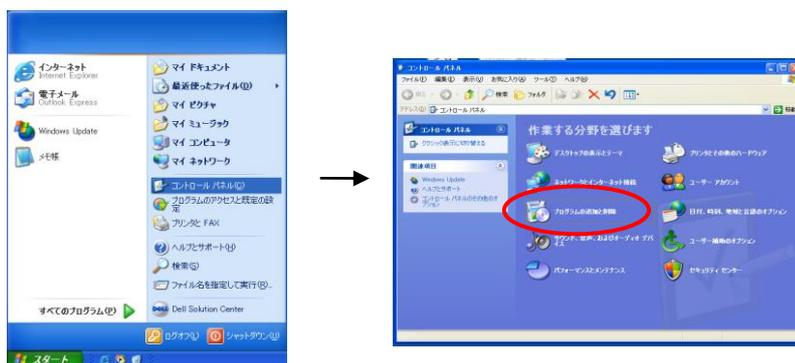 インターネット
Internet Explorer
電子メール
Outlook Express
Windows Update
メモ帳
すべてのプログラム(P)
マイ ドキュメント
最近使ったファイル(D)
マイ ピクチャ
マイ ミュージック
マイ コンピュータ
マイ ネットワーク
コントロール パネル(C)
プログラムのアクセスと既定の設
定
プリンタと FAX
ヘルプとサポート(H)
検索(S)
ファイル名を指定して実行(R)...
Dell Solution Center
ログオフ(L)
シャットダウン(U)
スタート
コントロール パネル
ファイル(F) 編集(E) 表示(V) お気に入り(A) ツール(T) ヘルプ(H)
検索 フォルダ
アドレス(D) コントロール パネル
コントロール パネル
クラシック表示に切り替える
関連項目
Windows Update
ヘルプとサポート
コントロール パネルのその他のオ
プション
作業する分野を選びます
デスクトップの表示とテーマ
プリンタとその他のハードウェア
ネットワークとインターネット接続
ユーザー アカウント
プログラムの追加と削除
日付、時刻、地域と言語のオプション
サウンド、音声、およびオーディオ デバ
イス
ユーザー補助のオプション
パフォーマンスとメンテナンス
セキュリティ センター